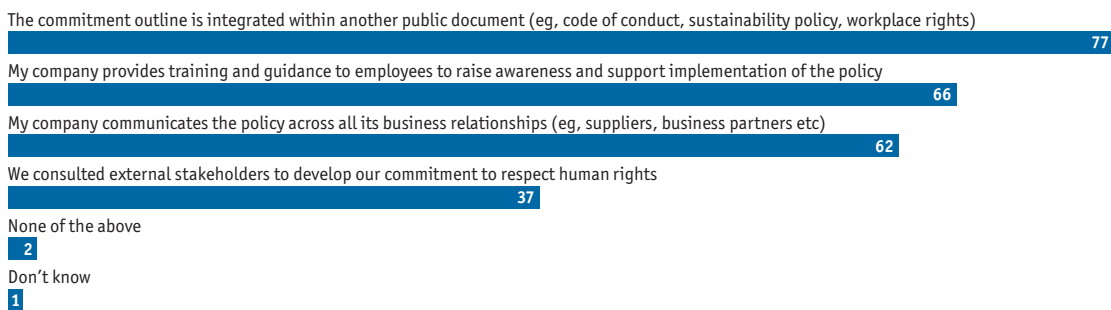 The commitment outline is integrated within another public document (eg, code of conduct, sustainability policy, workplace rights)
77
My company provides training and guidance to employees to raise awareness and support implementation of the policy
66
My company communicates the policy across all its business relationships (eg, suppliers, business partners etc)
62
We consulted external stakeholders to develop our commitment to respect human rights
37
None of the above
2
Don’t know
1